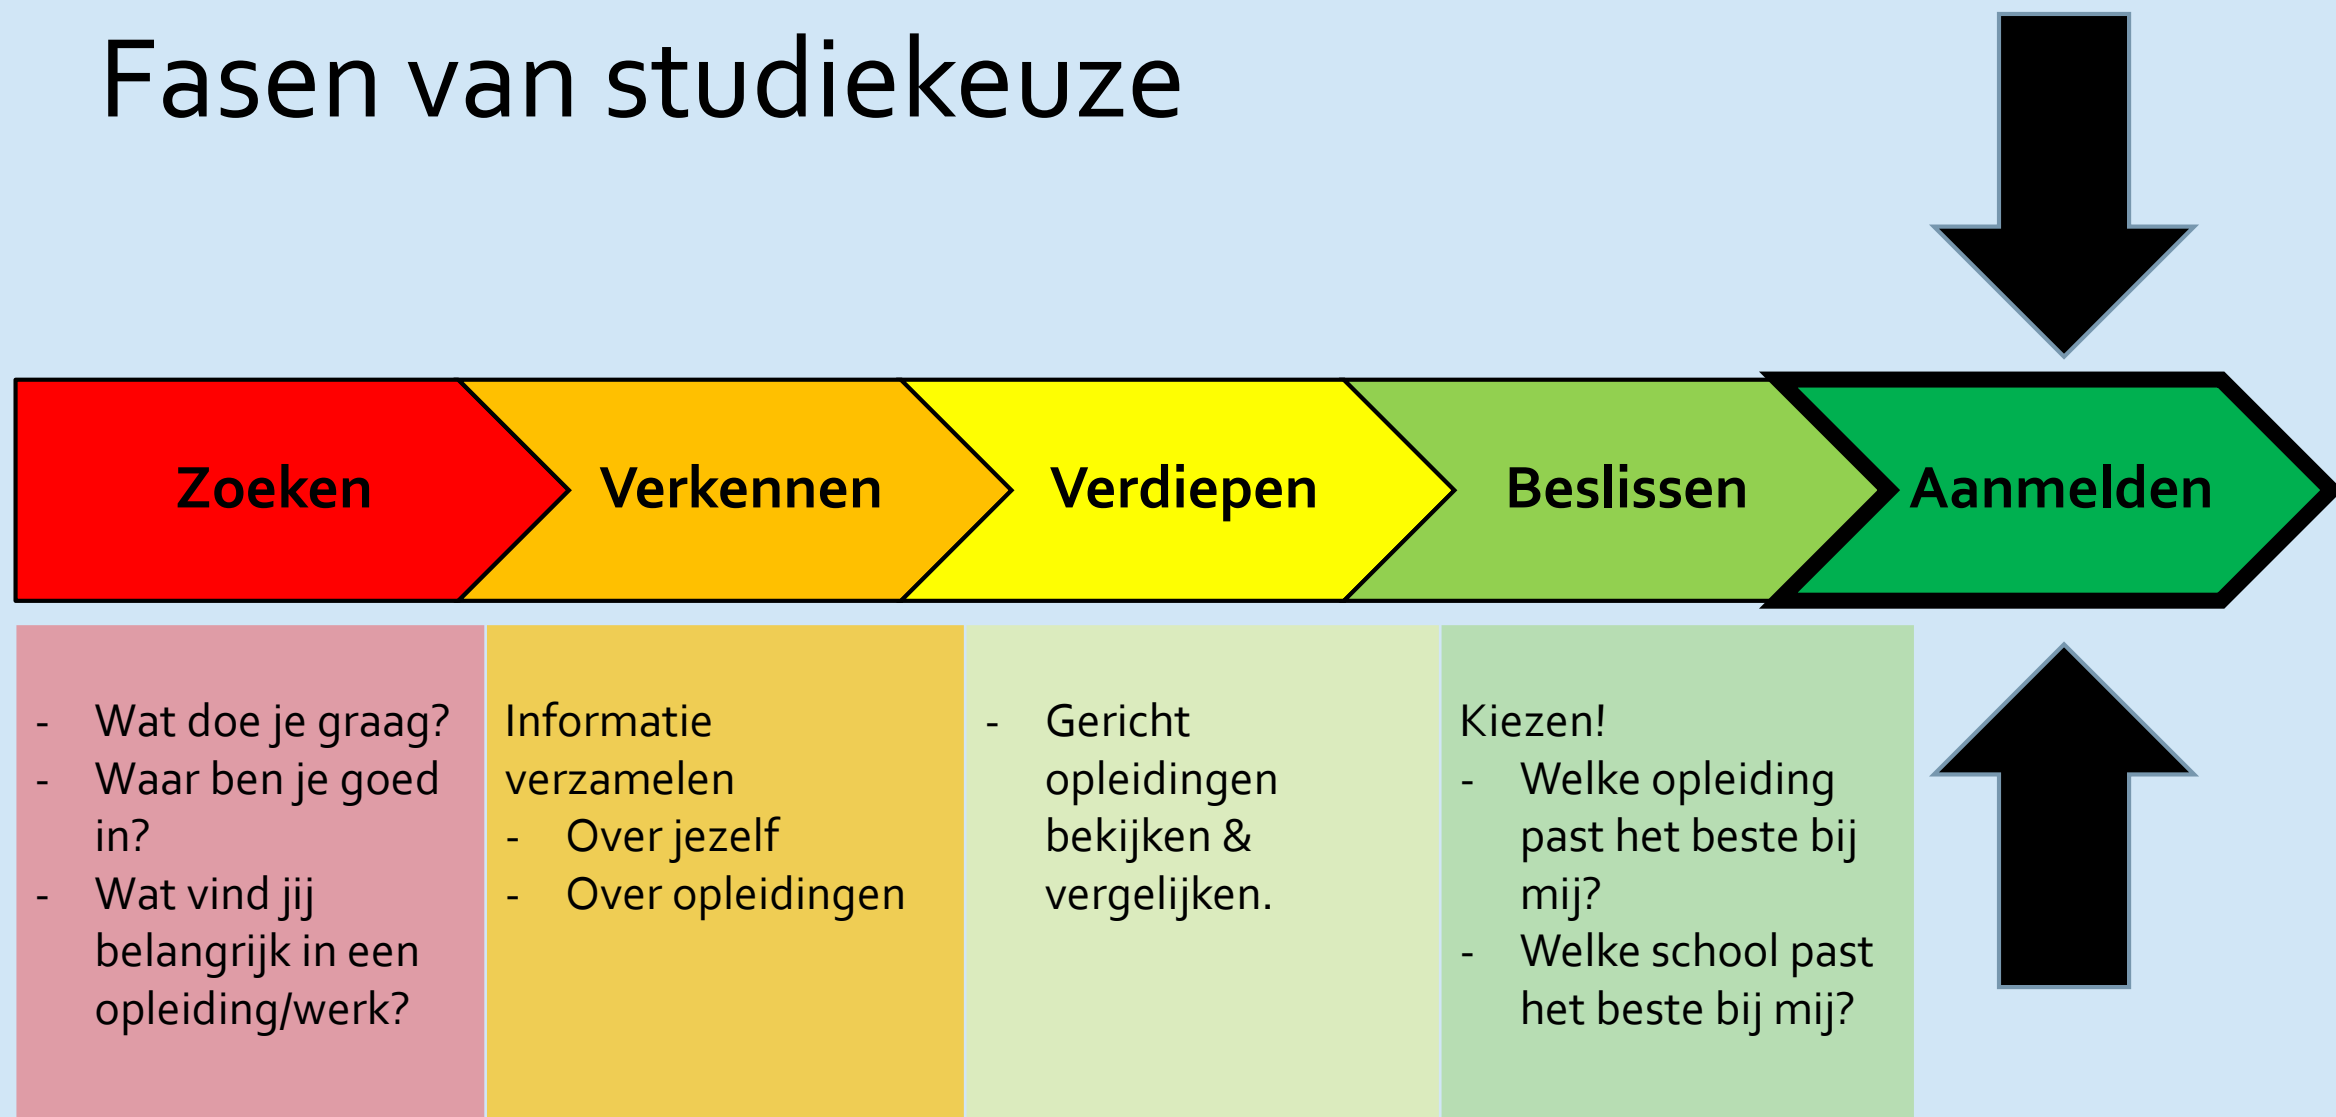 Fasen van studiekeuze
Zoeken
Verkennen
Verdiepen
Beslissen
Aanmelden
- Wat doe je graag?
- Waar ben je goed
in?
- Wat vind jij
belangrijk in een
opleiding/werk?
Informatie
verzamelen
- Over jezelf
- Over opleidingen
- Gericht
opleidingen
bekijken &
vergelijken.
Kiezen!
- Welke opleiding
past het beste bij
mij?
- Welke school past
het beste bij mij?